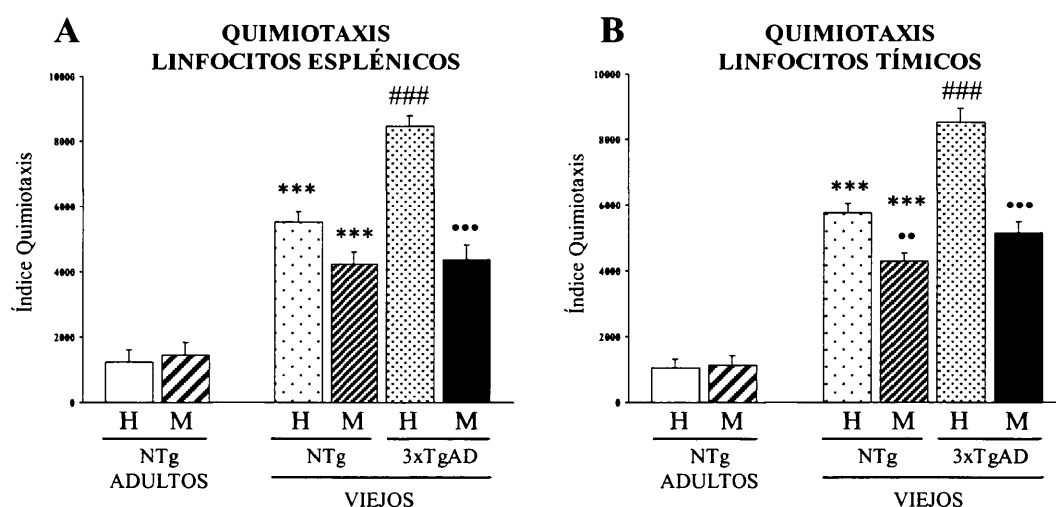 A
QUIMIOTAXIS
LINFOCITOS ESPLÉNICOS
Índice Quimiotaxis
10000
8000
6000
4000
2000
0
***
***
###
•••
H M H M H M
NTg NTg 3xTgAD
ADULTOS
VIEJOS
B
QUIMIOTAXIS
LINFOCITOS TÍMICOS
Índice Quimiotaxis
10000
8000
6000
4000
2000
0
***
***
••
###
•••
H M H M H M
NTg NTg 3xTgAD
ADULTOS
VIEJOS